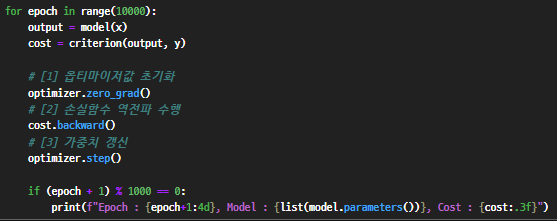 for epoch in range(10000):
    output = model(x)
    cost = criterion(output, y)
    # [1] 옵티마이저값 초기화
    optimizer.zero_grad()
    # [2] 손실함수 역전파 수행
    cost.backward()
    # [3] 가중치 갱신
    optimizer.step()
    if (epoch + 1) % 1000 == 0:
        print(f"Epoch : {epoch+1:4d}, Model : {list(model.parameters())}, Cost : {cost:.3f}")